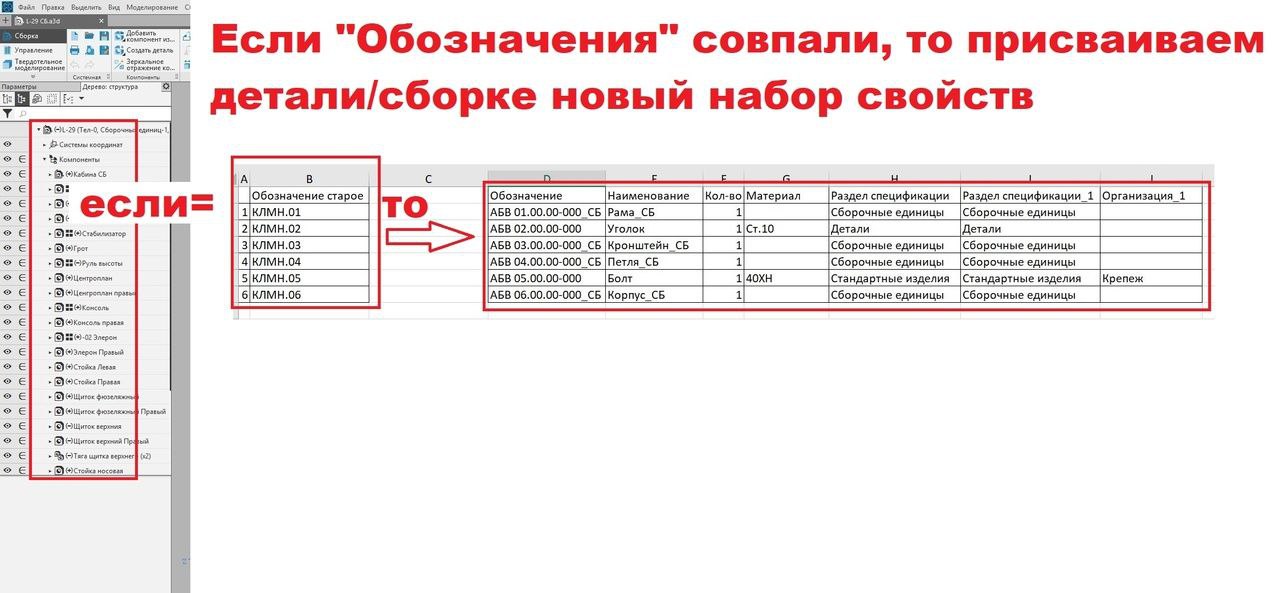 Файл Правка Выделить Вид Моделирование
L-29 СБ.a3d
Сборка
Управление
Твердотельное моделирование
Добавить компонент из...
Создать деталь
Зеркальное отражение ко...
Системная
Компоненты
Параметры
Дерево: структура
(-)L-29 (Тел-0, Сборочных единиц-1,
Системы координат
Компоненты
(+)Кабина СБ
(+)Стабилизатор
(+)Грот
(-)Руль высоты
(+)Центроплан
(+)Центроплан правы
(+)Консоль
(+)Консоль правая
(+)-02 Элерон
(+)Элерон Правый
(+)Стойка Левая
(+)Стойка Правая
(+)Щиток фюзеляжны
(+)Щиток фюзеляжный Правый
(+)Щиток верхния
(+)Щиток верхний Правый
(+)Тяга щитка верхнего (x2)
(+)Стойка носовая
Если "Обозначения" совпали, то присваиваем
детали/сборке новый набор свойств
если=
то
A B C D E F G H I J
Обозначение старое Обозначение Наименование Кол-во Материал Раздел спецификации Раздел спецификации_1 Организация_1
1 КЛМН.01 АБВ 01.00.00-000_СБ Рама_СБ 1 Сборочные единицы Сборочные единицы
2 КЛМН.02 АБВ 02.00.00-000 Уголок 1 Ст.10 Детали Детали
3 КЛМН.03 АБВ 03.00.00-000_СБ Кронштейн_СБ 1 Сборочные единицы Сборочные единицы
4 КЛМН.04 АБВ 04.00.00-000_СБ Петля_СБ 1 Сборочные единицы Сборочные единицы
5 КЛМН.05 АБВ 05.00.00-000 Болт 1 40ХН Стандартные изделия Стандартные изделия Крепеж
6 КЛМН.06 АБВ 06.00.00-000_СБ Корпус_СБ 1 Сборочные единицы Сборочные единицы